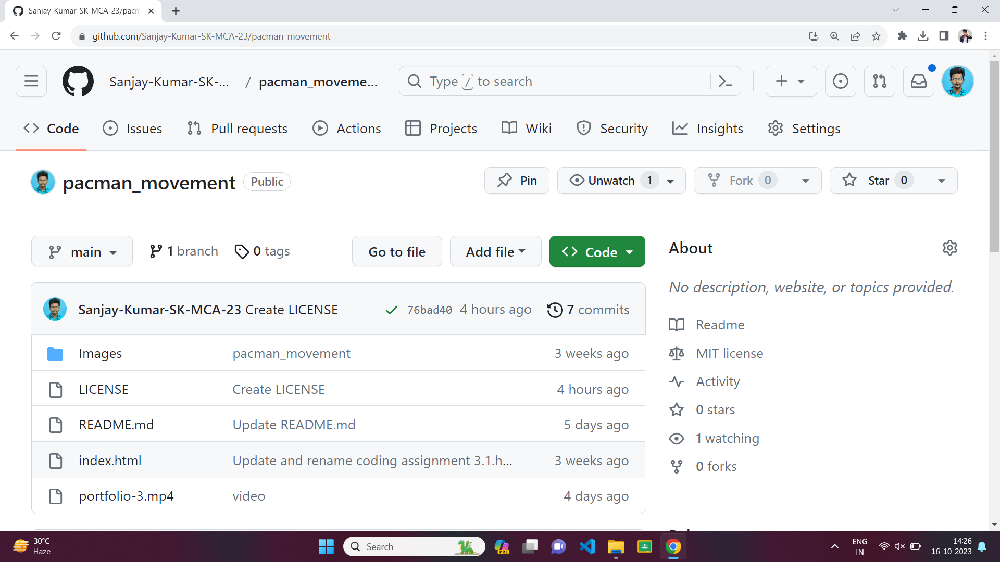 Sanjay-Kumar-SK-MCA-23/pacm
github.com/Sanjay-Kumar-SK-MCA-23/pacman_movement
Sanjay-Kumar-SK-... / pacman_moveme...
Type / to search
Code Issues Pull requests Actions Projects Wiki Security Insights Settings
pacman_movement Public
Pin Unwatch 1 Fork 0 Star 0
main 1 branch 0 tags Go to file Add file Code
Sanjay-Kumar-SK-MCA-23 Create LICENSE 76bad40 4 hours ago 7 commits
Images pacman_movement 3 weeks ago
LICENSE Create LICENSE 4 hours ago
README.md Update README.md 5 days ago
index.html Update and rename coding assignment 3.1.h... 3 weeks ago
portfolio-3.mp4 video 4 days ago
About
No description, website, or topics provided.
Readme
MIT license
Activity
0 stars
1 watching
0 forks
30°C
Haze
Search
PRE
ENG
IN
14:26
16-10-2023